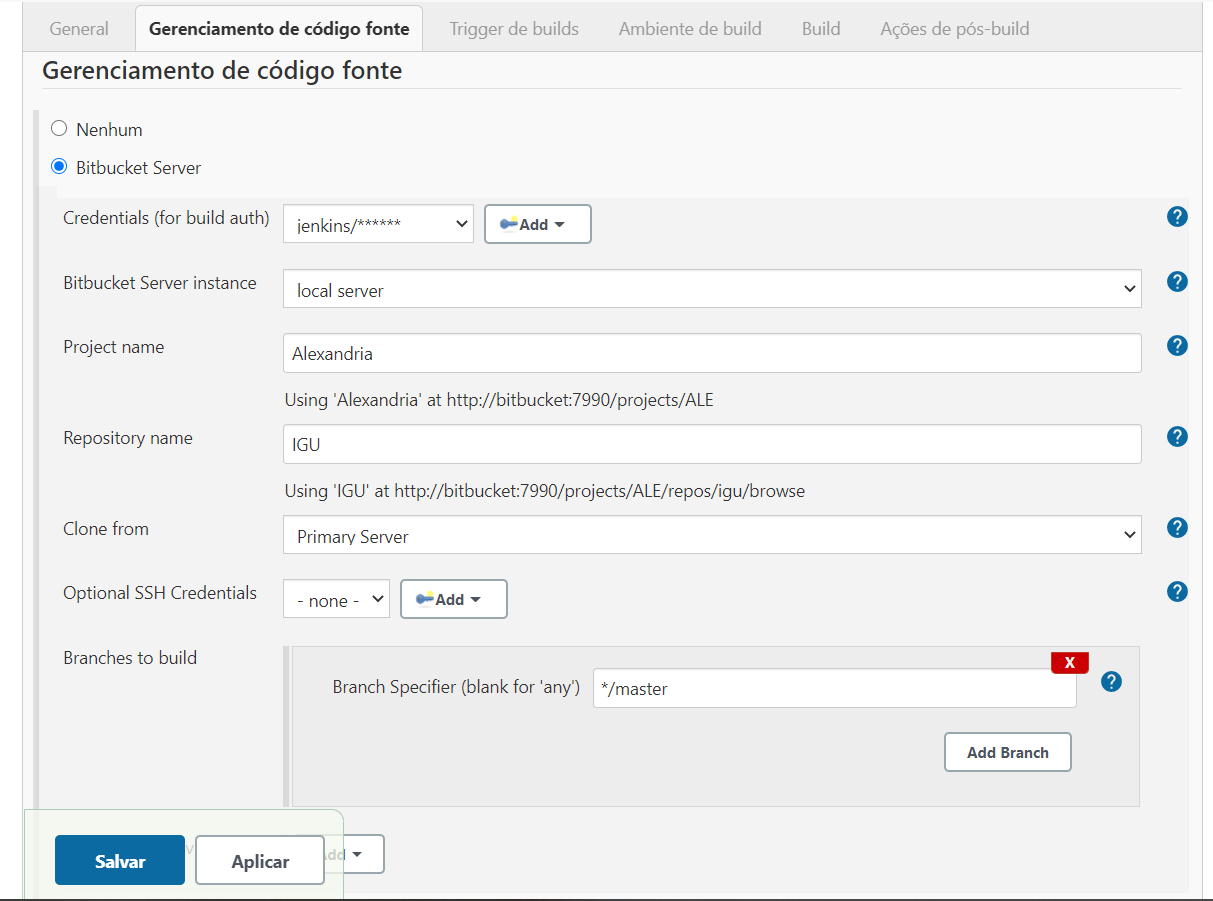 General Gerenciamento de código fonte Trigger de builds Ambiente de build Build Ações de pós-build
Gerenciamento de código fonte
Nenhum
Bitbucket Server
Credentials (for build auth) jenkins/****** Add ?
Bitbucket Server instance local server ?
Project name Alexandria ?
Using 'Alexandria' at http://bitbucket:7990/projects/ALE
Repository name IGU ?
Using 'IGU' at http://bitbucket:7990/projects/ALE/repos/igu/browse
Clone from Primary Server ?
Optional SSH Credentials - none - Add ?
Branches to build
X
Branch Specifier (blank for 'any') */master ?
Add Branch
Salvar Aplicar